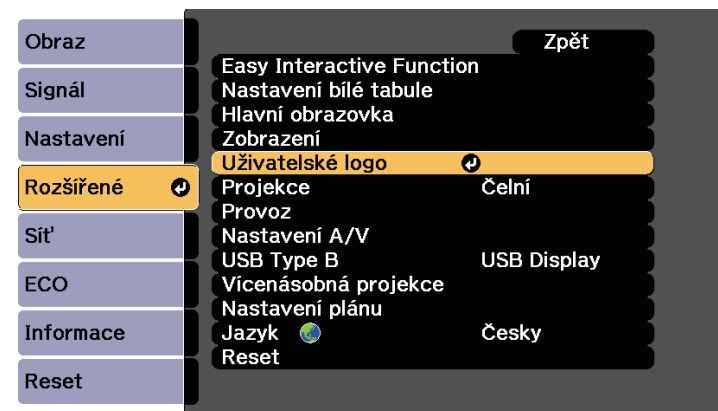 Obraz
Signál
Nastavení
Rozšířené
Síť
ECO
Informace
Reset
Zpět
Easy Interactive Function
Nastavení bílé tabule
Hlavní obrazovka
Zobrazení
Uživatelské logo
Projekce Čelní
Provoz
Nastavení A/V
USB Type B USB Display
Vícenásobná projekce
Nastavení plánu
Jazyk Česky
Reset